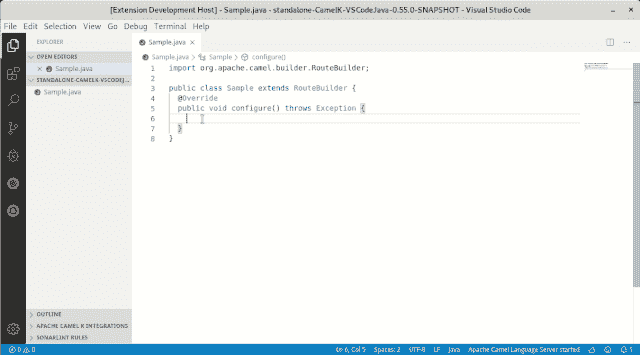 [Extension Development Host] - Sample.java - standalone-CamelK-VSCodeJava-0.55.0-SNAPSHOT - Visual Studio Code
File Edit Selection View Go Debug Terminal Help
EXPLORER
OPEN EDITORS
Sample.java
STANDALONE-CAMELK-VSCODEJ...
Sample.java
OUTLINE
APACHE CAMEL K INTEGRATIONS
SONARLINT RULES
Sample.java
Sample.java > Sample > configure()
1 import org.apache.camel.builder.RouteBuilder;
2
3 public class Sample extends RouteBuilder {
4 @Override
5 public void configure() throws Exception {
6
7 }
8 }
0 0 Ln 6, Col 5 Spaces: 2 UTF-8 LF Java Apache Camel Language Server started 1